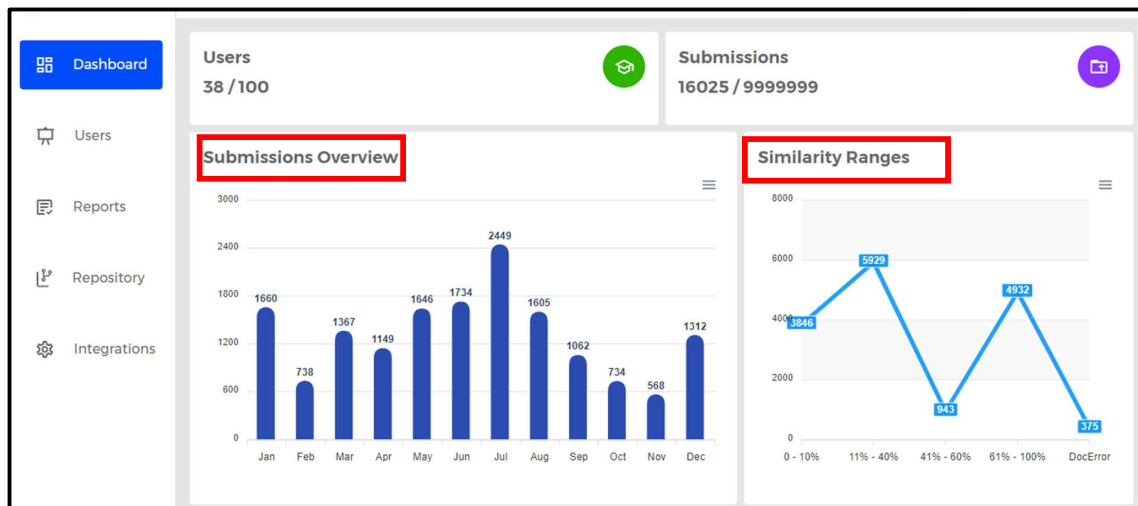 Dashboard
Users
Reports
Repository
Integrations
Users
38 / 100
Submissions
16025 / 9999999
Submissions Overview
3000
2400
1800
1200
600
0
1660
738
1367
1149
1646
1734
2449
1605
1062
734
568
1312
Jan Feb Mar Apr May Jun Jul Aug Sep Oct Nov Dec
Similarity Ranges
8000
6000
4000
2000
0
3846
5929
943
4932
375
0 - 10% 11% - 40% 41% - 60% 61% - 100% DocError